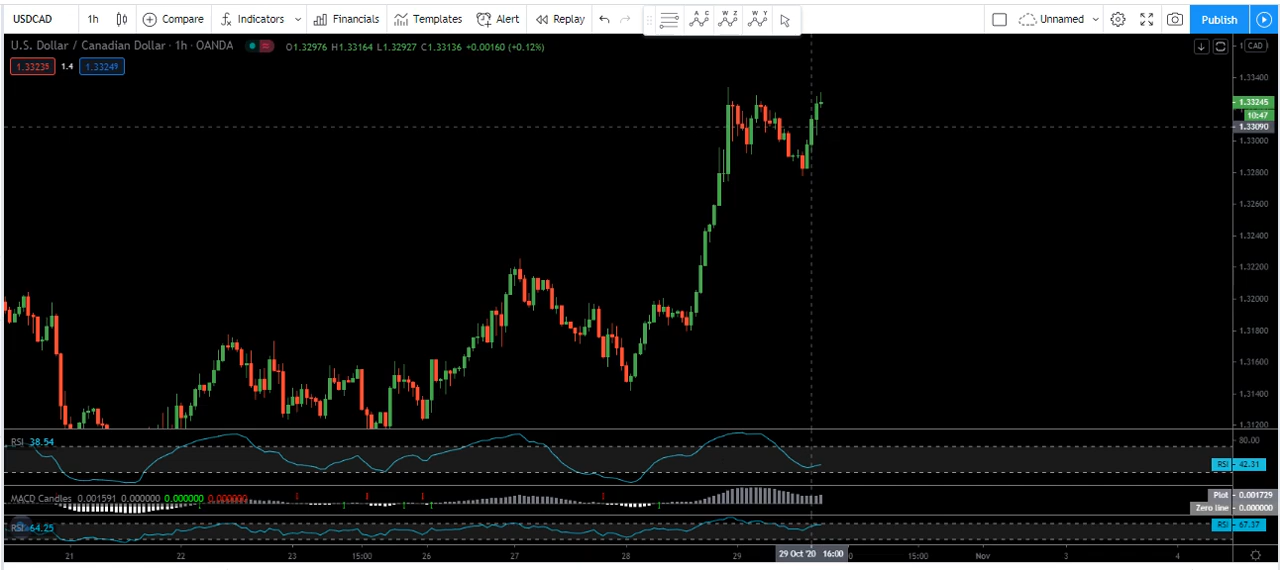 USDCAD 1h Compare Indicators Financials Templates Alert Replay A C W Z W Y Unnamed Publish
U.S. Dollar / Canadian Dollar · 1h · OANDA O1.32976 H1.33164 L1.32927 C1.33136 +0.00160 (+0.12%)
CAD
1.33235 1.4 1.33249
1.33400
1.33245
10:47
1.33090
1.33000
1.32800
1.32600
1.32400
1.32200
1.32000
1.31800
1.31600
1.31400
1.31200
RSI 38.54
80.00
RSI 42.31
MACD Candles 0.001591 0.000000 0.000000 0.000000
Plot 0.001729
Zero line 0.000000
RSI 64.25
RSI 67.37
21 22 23 15:00 26 27 28 29 29 Oct '20 16:00 15:00 Nov 3 4